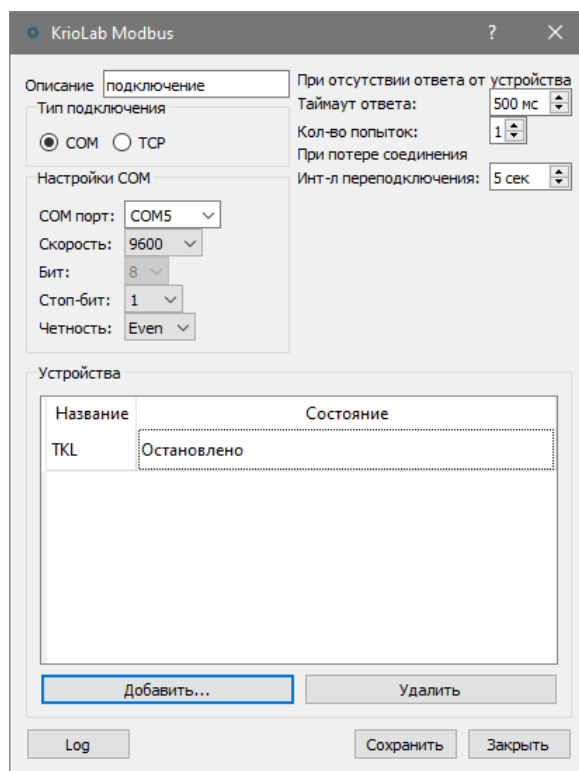 KrioLab Modbus
Описание подключение
Тип подключения
COM TCP
Настройки COM
COM порт: COM5
Скорость: 9600
Бит: 8
Стоп-бит: 1
Четность: Even
При отсутствии ответа от устройства
Таймаут ответа: 500 мс
Кол-во попыток: 1
При потере соединения
Инт-л переподключения: 5 сек
Устройства
Название Состояние
TKL Остановлено
Добавить... Удалить
Log Сохранить Закрыть